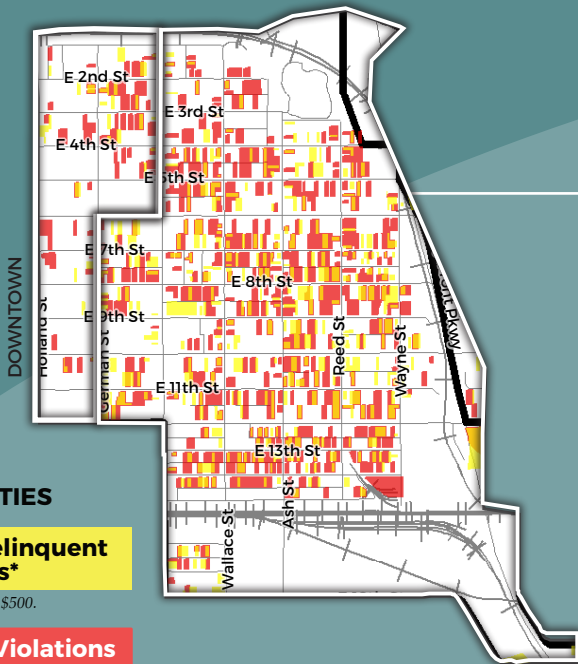 E 2nd St
E 3rd St
E 4th St
E 5th St
E 7th St
E 8th St
E 9th St
E 11th St
E 13th St
DOWNTOWN
Holland St
German St
Reed St
Wayne St
Pkwy
Wallace St
Ash St
TIES
elinquent
s*
$500.
Violations